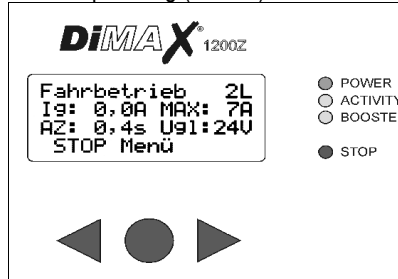 DiMAX® 1200Z
Fahrbetrieb 2L
Ig: 0,0A MAX: 7A
AZ: 0,4s Ugl:24V
STOP Menü
POWER
ACTIVITY
BOOSTE
STOP